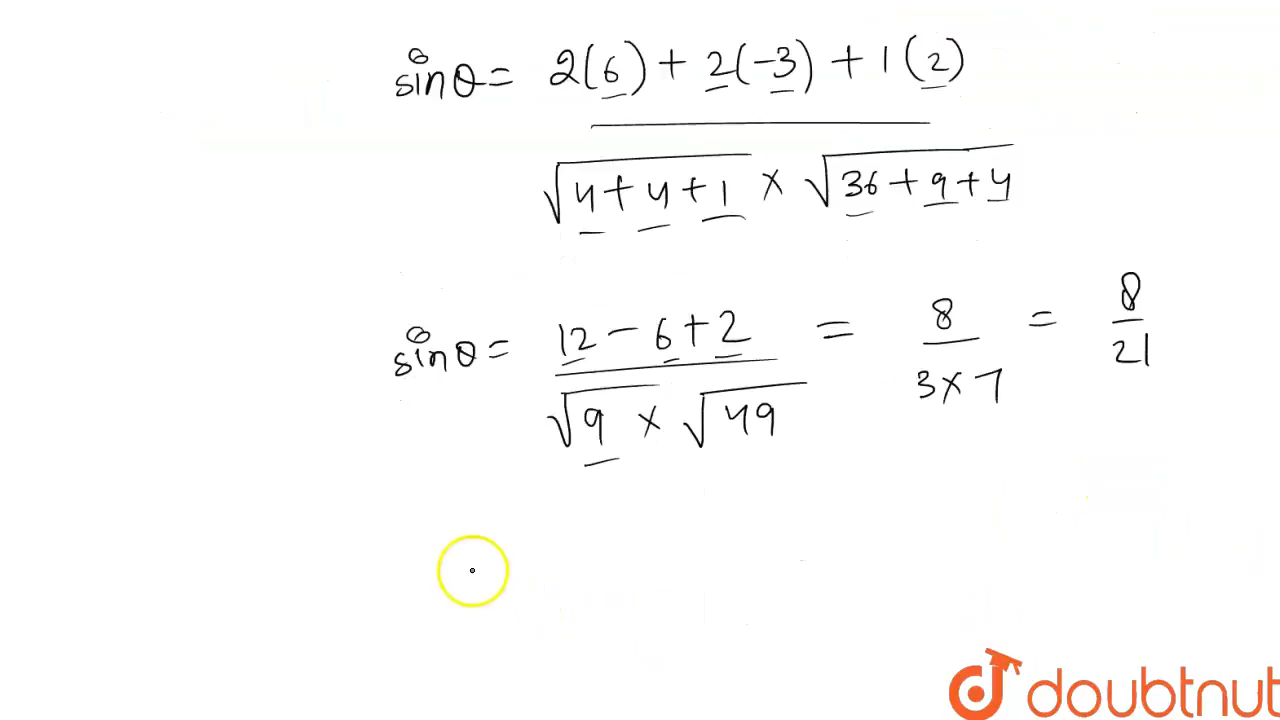 sinθ = 2(6) + 2(-3) + 1(2)
√4+4+1 × √36+9+4
sinθ = 12 - 6 + 2 = 8 = 8
√9 × √49 3×7 21
doubtnut